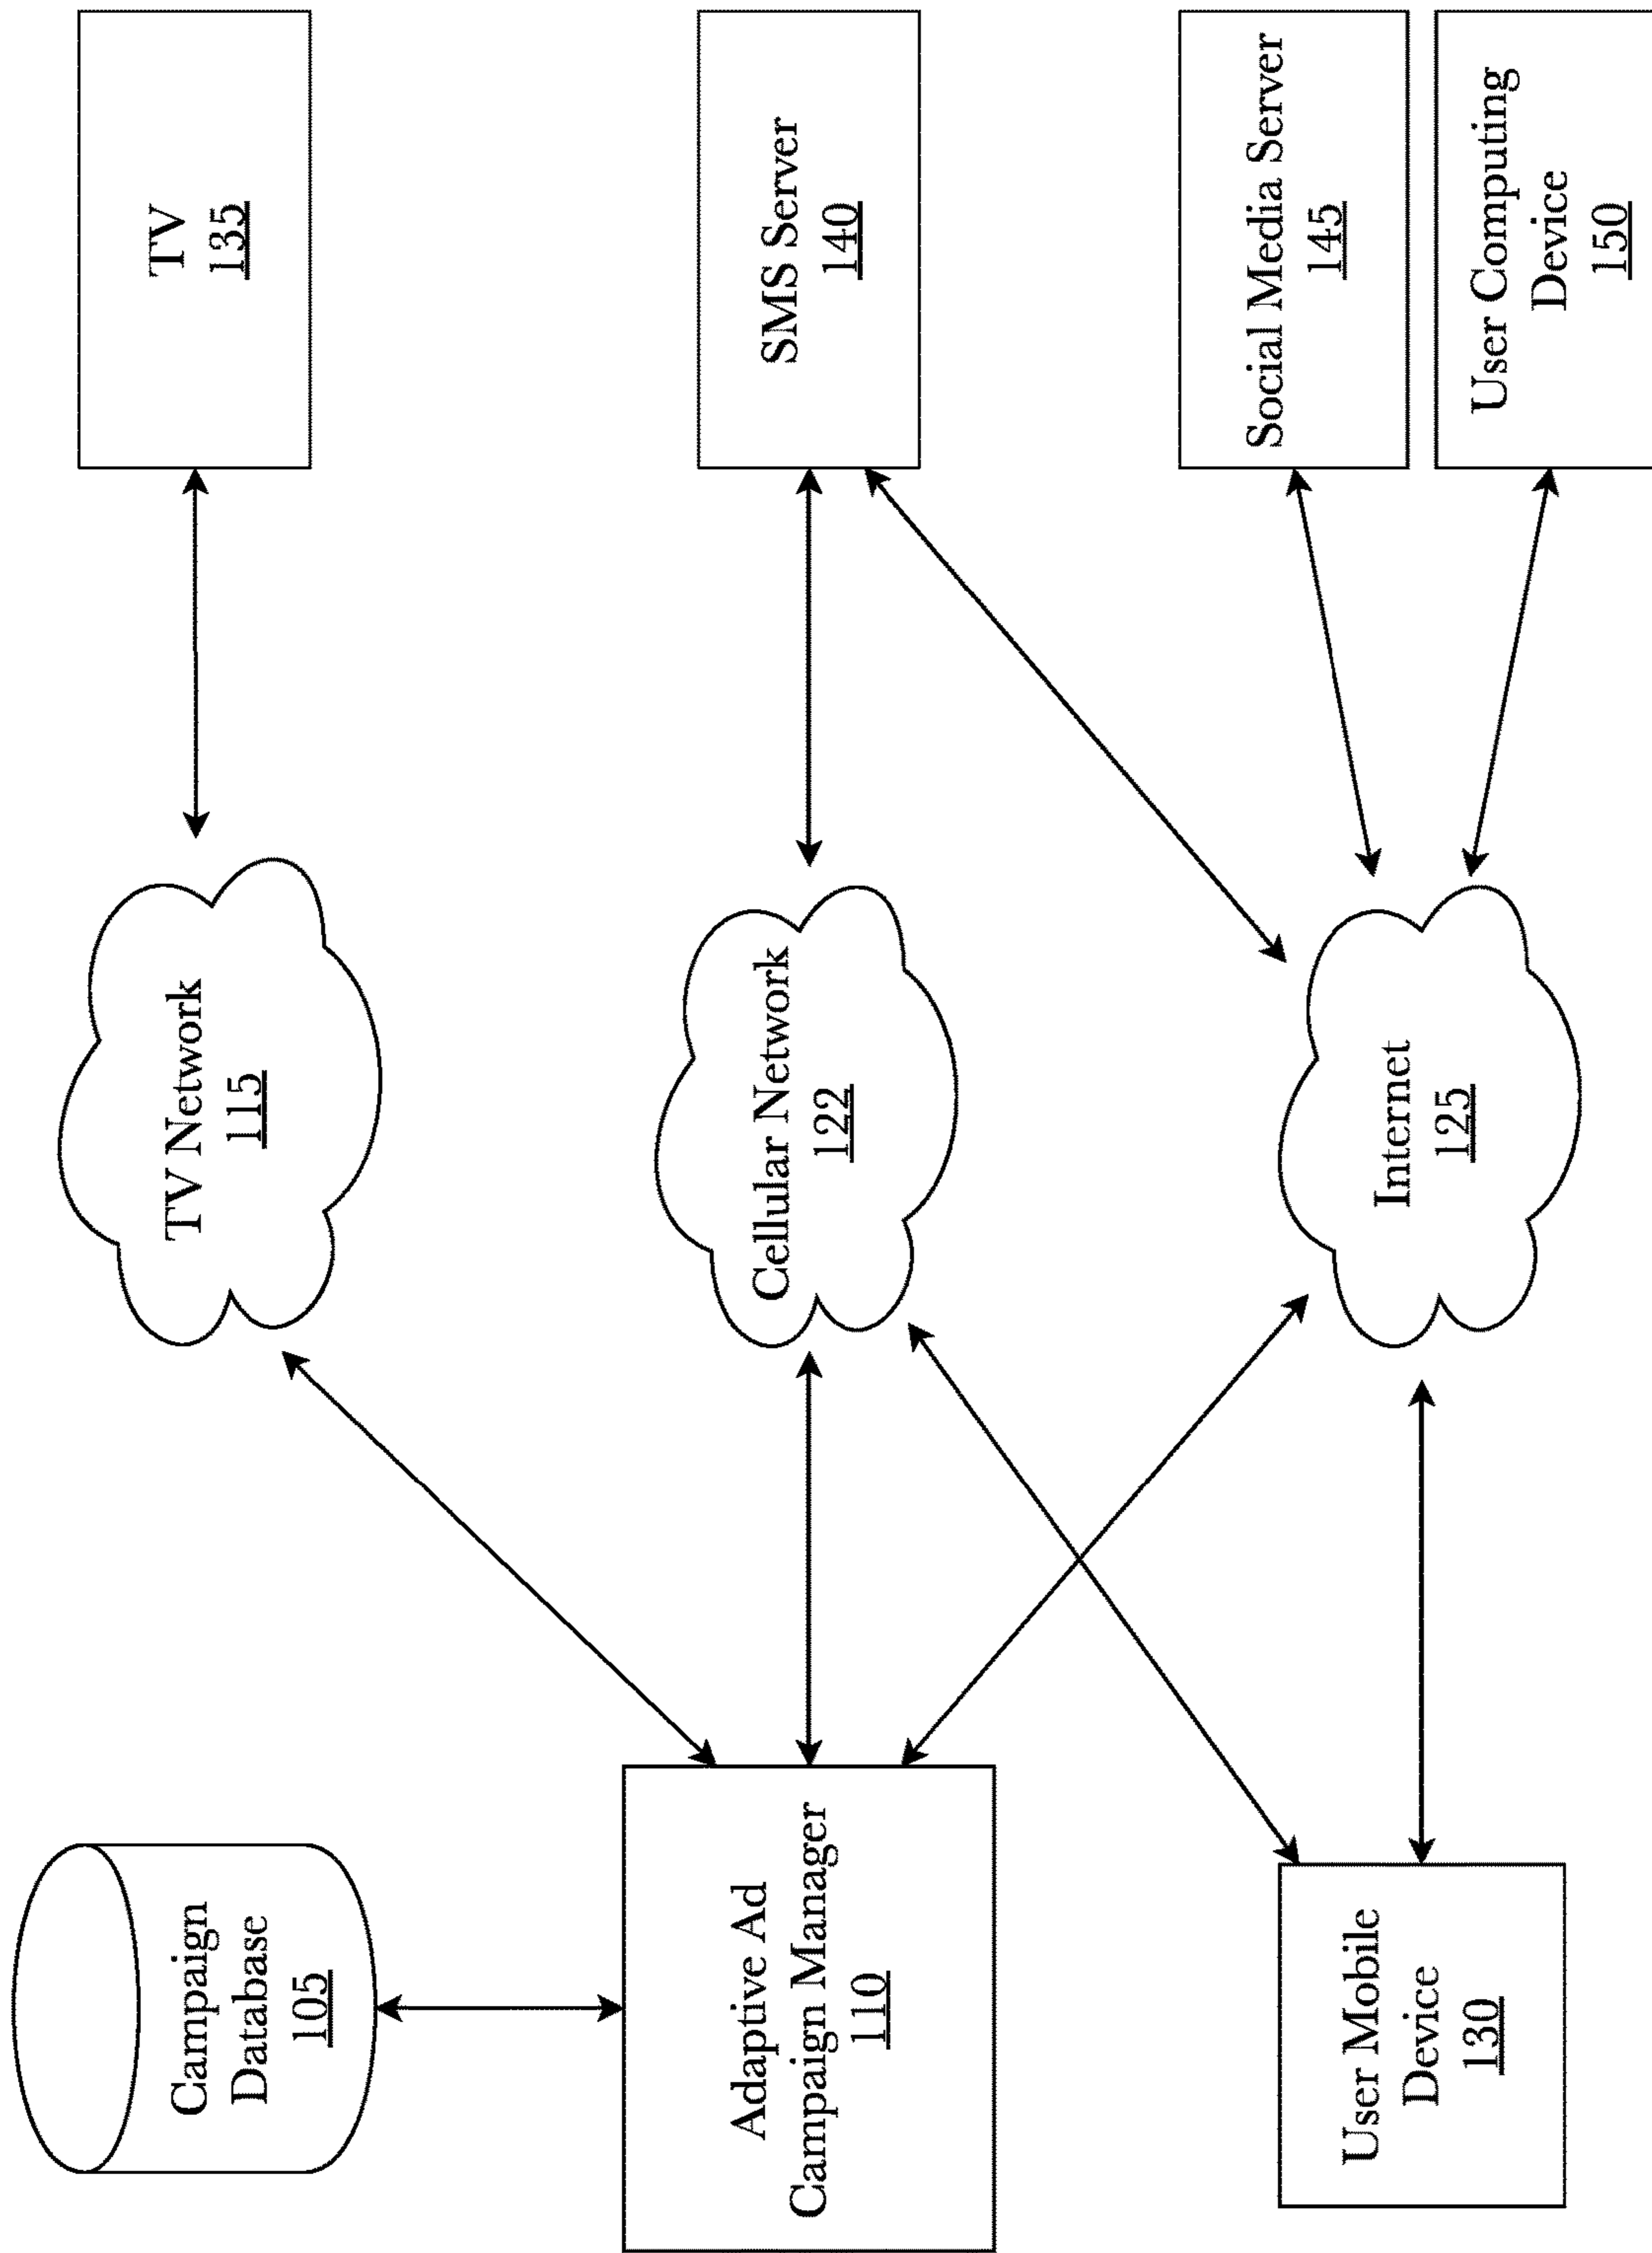 Campaign
Database
105
TV Network
115
TV
135
Adaptive Ad
Campaign Manager
110
Cellular Network
122
SMS Server
140
User Mobile
Device
130
Internet
125
Social Media Server
145
User Computing
Device
150